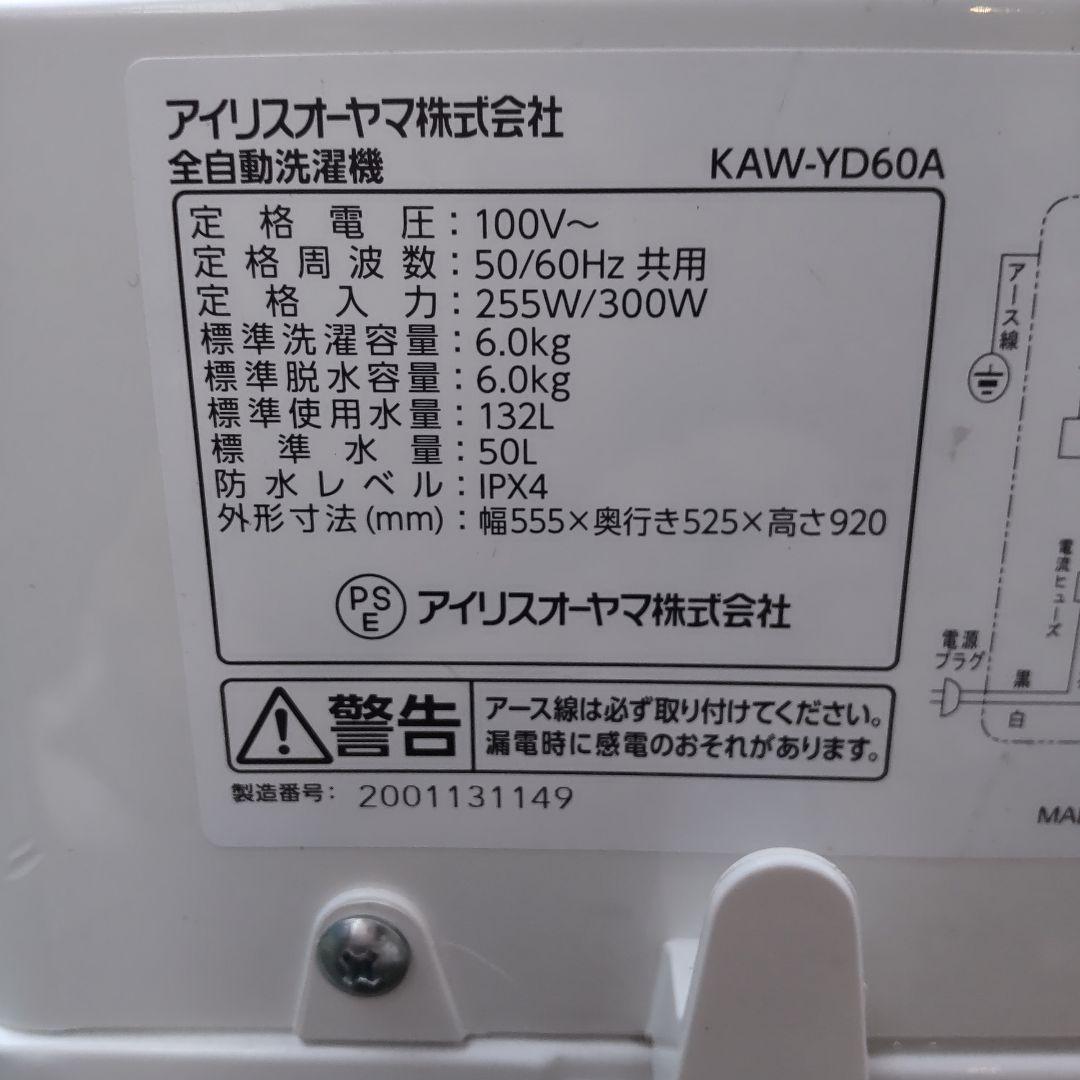 アイリスオーヤマ株式会社
全自動洗濯機 KAW-YD60A
定格電圧：100V～
定格周波数：50/60Hz 共用
定格入力：255W/300W
標準洗濯容量：6.0kg
標準脱水容量：6.0kg
標準使用水量：132L
標準水量：50L
防水レベル：IPX4
外形寸法(mm)：幅555×奥行き525×高さ920
PSE アイリスオーヤマ株式会社
警告
アース線は必ず取り付けてください。
漏電時に感電のおそれがあります。
製造番号： 2001131149
アース線
電流ヒューズ
電源
プラグ
黒
白